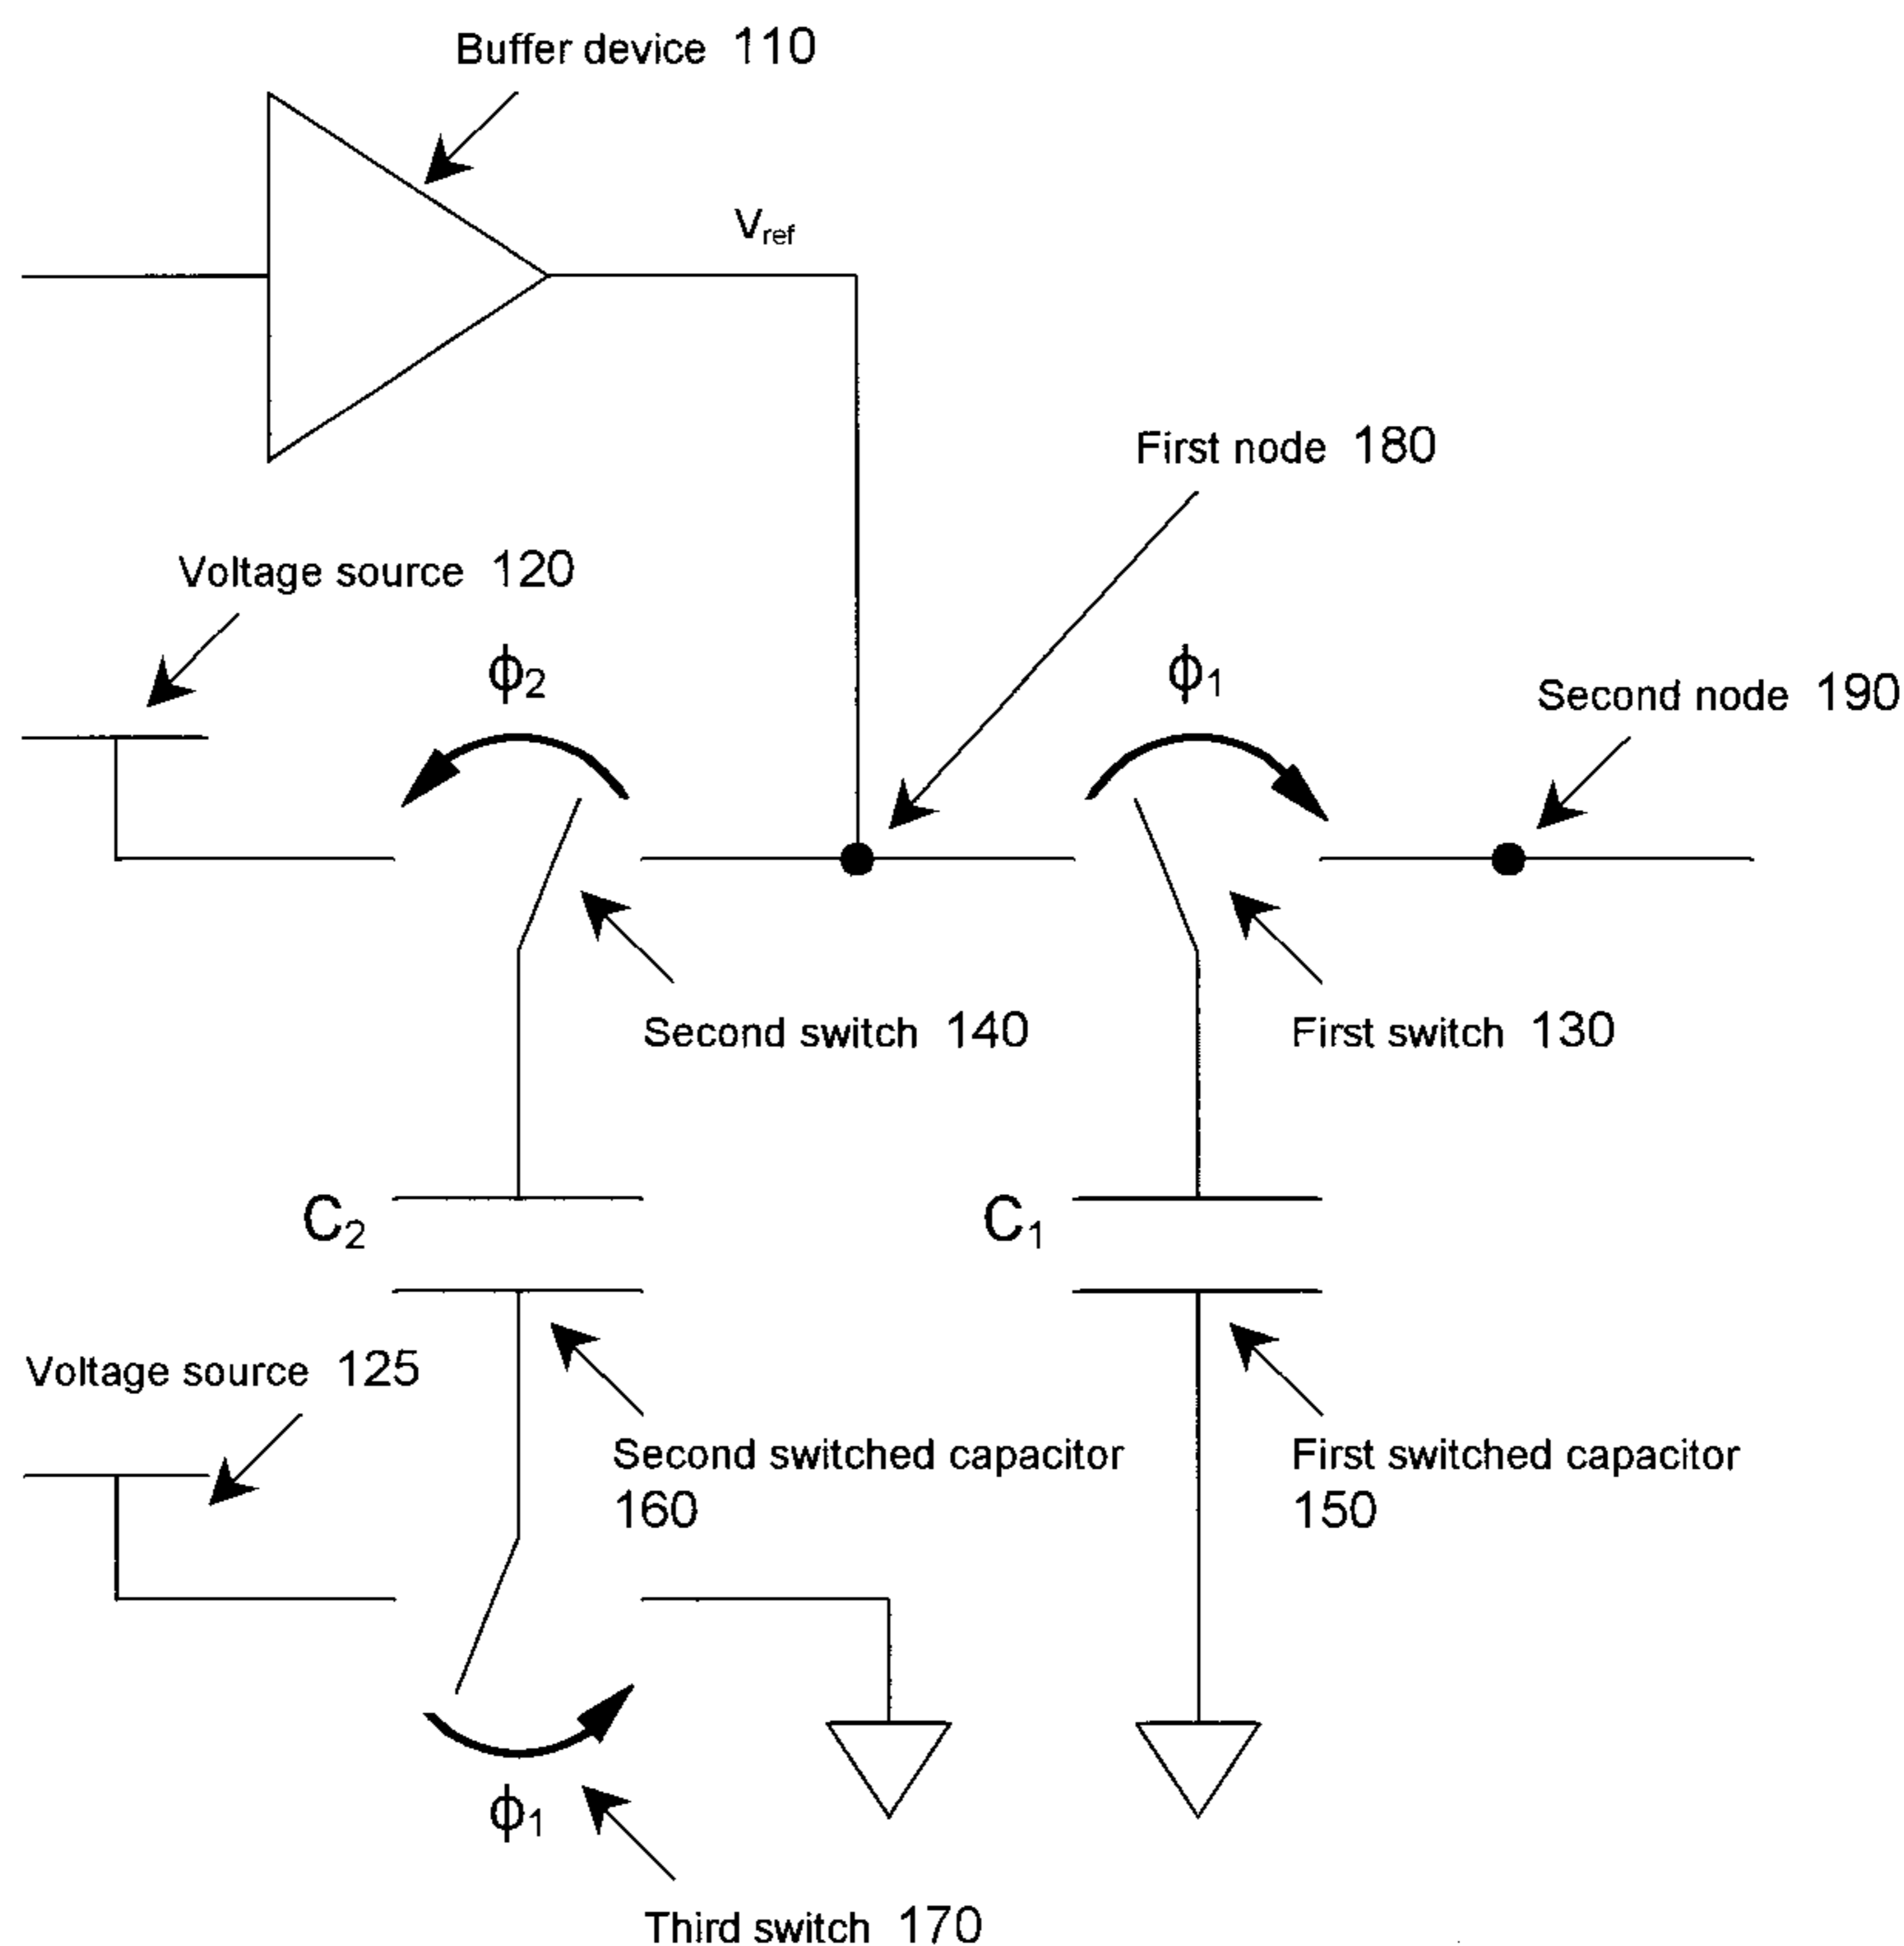 Buffer device 110
Vref
First node 180
Voltage source 120
ϕ2
ϕ1
Second node 190
Second switch 140
First switch 130
C2
C1
Voltage source 125
Second switched capacitor
160
First switched capacitor
150
ϕ1
Third switch 170